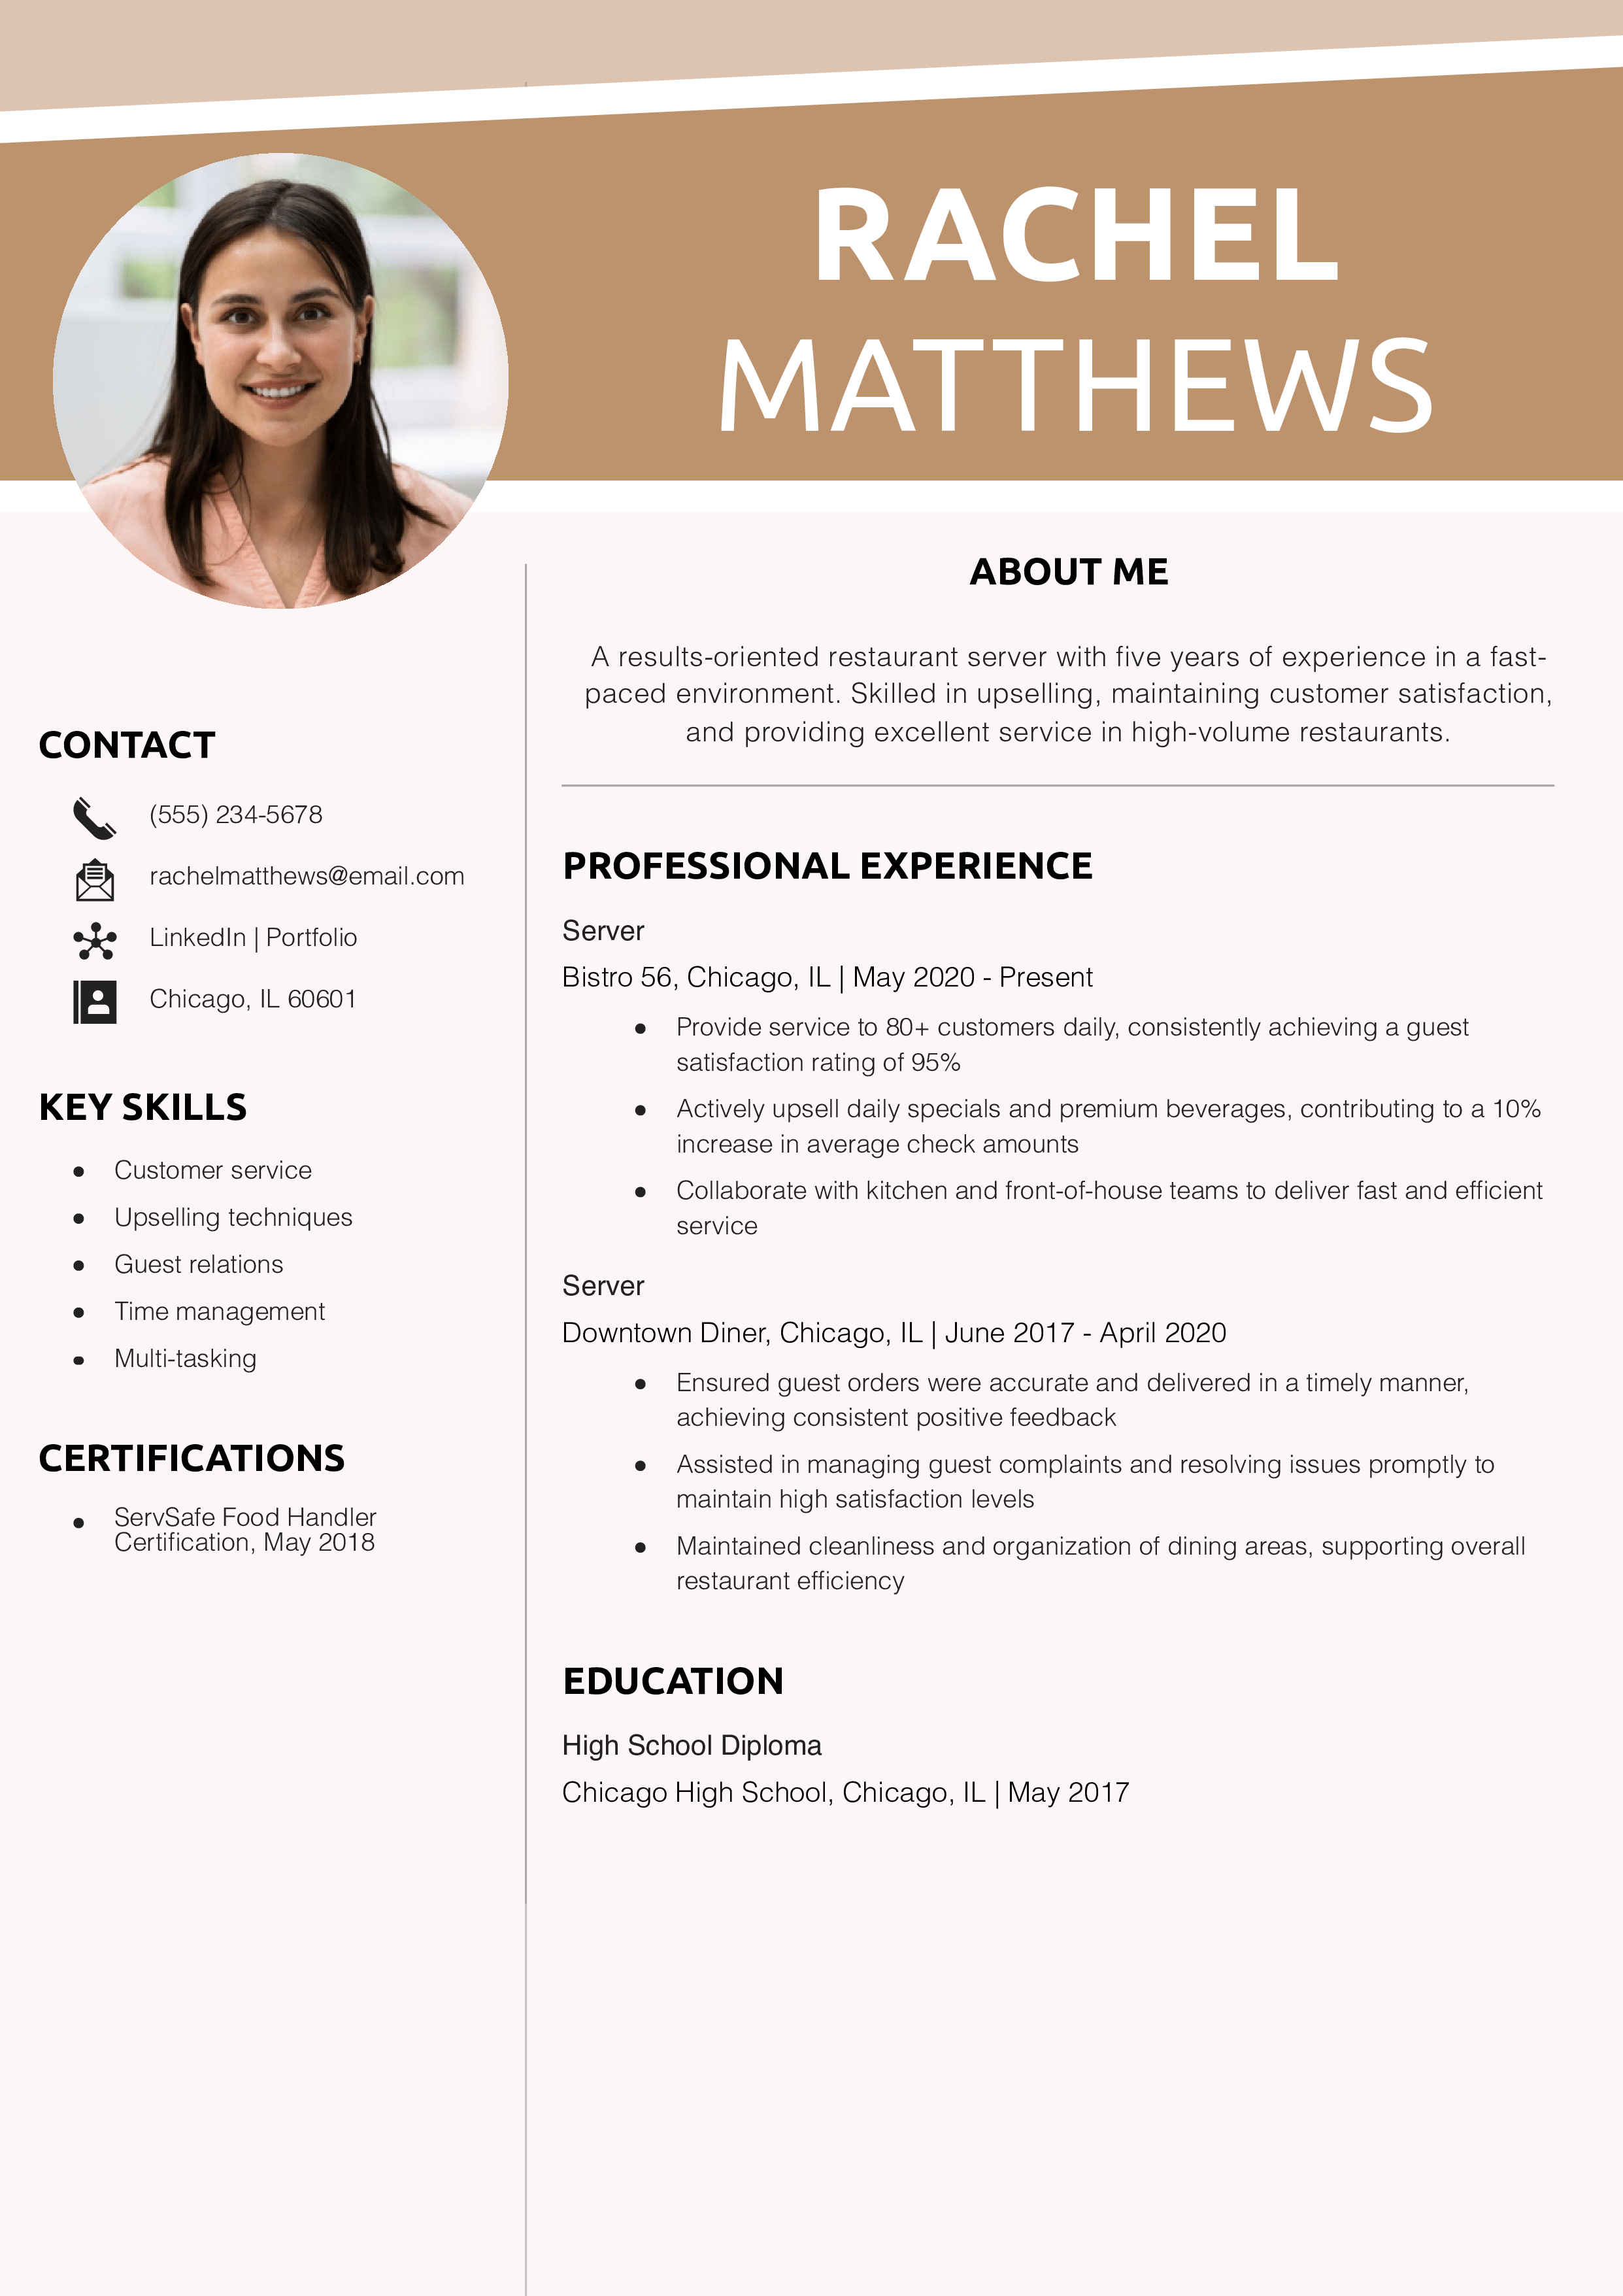 RACHEL
MATTHEWS
CONTACT
(555) 234-5678
rachelmatthews@email.com
LinkedIn | Portfolio
Chicago, IL 60601
KEY SKILLS
● Customer service
● Upselling techniques
● Guest relations
● Time management
● Multi-tasking
CERTIFICATIONS
● ServSafe Food Handler
Certification, May 2018
ABOUT ME
A results-oriented restaurant server with five years of experience in a fast-
paced environment. Skilled in upselling, maintaining customer satisfaction,
and providing excellent service in high-volume restaurants.
PROFESSIONAL EXPERIENCE
Server
Bistro 56, Chicago, IL | May 2020 - Present
● Provide service to 80+ customers daily, consistently achieving a guest
satisfaction rating of 95%
● Actively upsell daily specials and premium beverages, contributing to a 10%
increase in average check amounts
● Collaborate with kitchen and front-of-house teams to deliver fast and efficient
service
Server
Downtown Diner, Chicago, IL | June 2017 - April 2020
● Ensured guest orders were accurate and delivered in a timely manner,
achieving consistent positive feedback
● Assisted in managing guest complaints and resolving issues promptly to
maintain high satisfaction levels
● Maintained cleanliness and organization of dining areas, supporting overall
restaurant efficiency
EDUCATION
High School Diploma
Chicago High School, Chicago, IL | May 2017